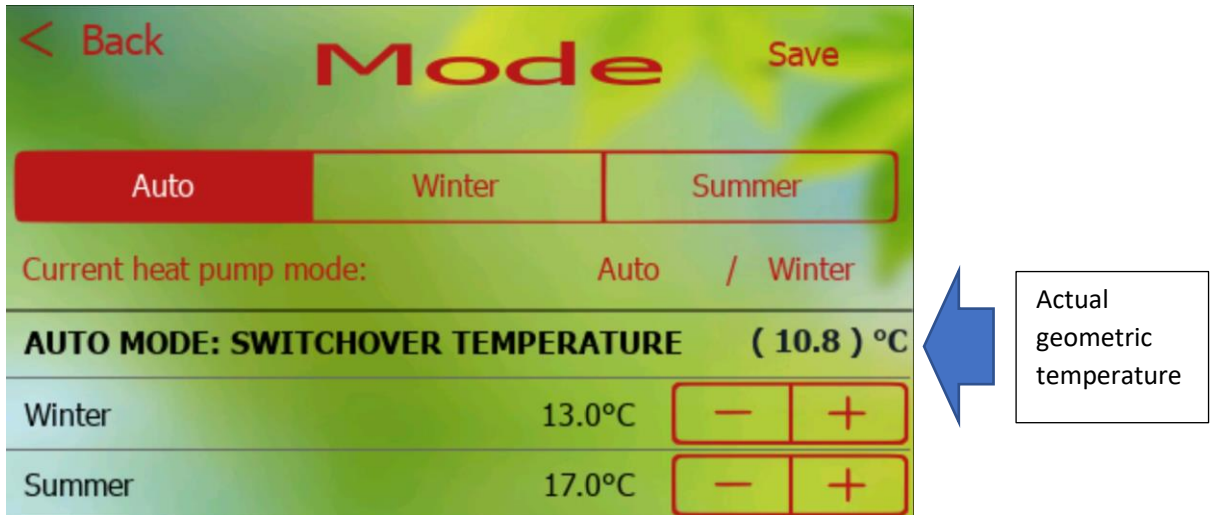 < Back Mode Save
Auto Winter Summer
Current heat pump mode: Auto / Winter
AUTO MODE: SWITCHOVER TEMPERATURE ( 10.8 ) °C
Winter 13.0°C − +
Summer 17.0°C − +
Actual
geometric
temperature